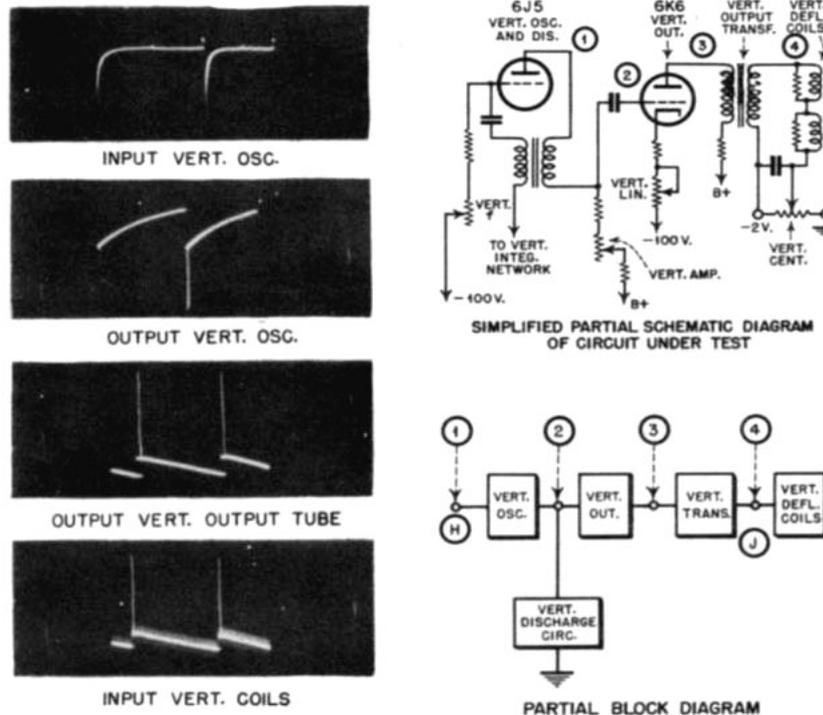 INPUT VERT. OSC.
OUTPUT VERT. OSC.
OUTPUT VERT. OUTPUT TUBE
INPUT VERT. COILS
6J5
VERT. OSC.
AND DIS.
1
6K6
VERT.
OUT.
2
3
VERT.
OUTPUT
TRANSF.
VERT.
DEFL.
COILS
4
VERT.
-100 V.
TO VERT.
INTEG.
NETWORK
VERT.
LIN.
-100 V.
VERT. AMP.
B+
B+
-2 V.
VERT.
CENT.
SIMPLIFIED PARTIAL SCHEMATIC DIAGRAM
OF CIRCUIT UNDER TEST
1
2
3
4
H
VERT.
OSC.
VERT.
OUT.
VERT.
TRANS.
J
VERT.
DEFL.
COILS
VERT.
DISCHARGE
CIRC.
PARTIAL BLOCK DIAGRAM